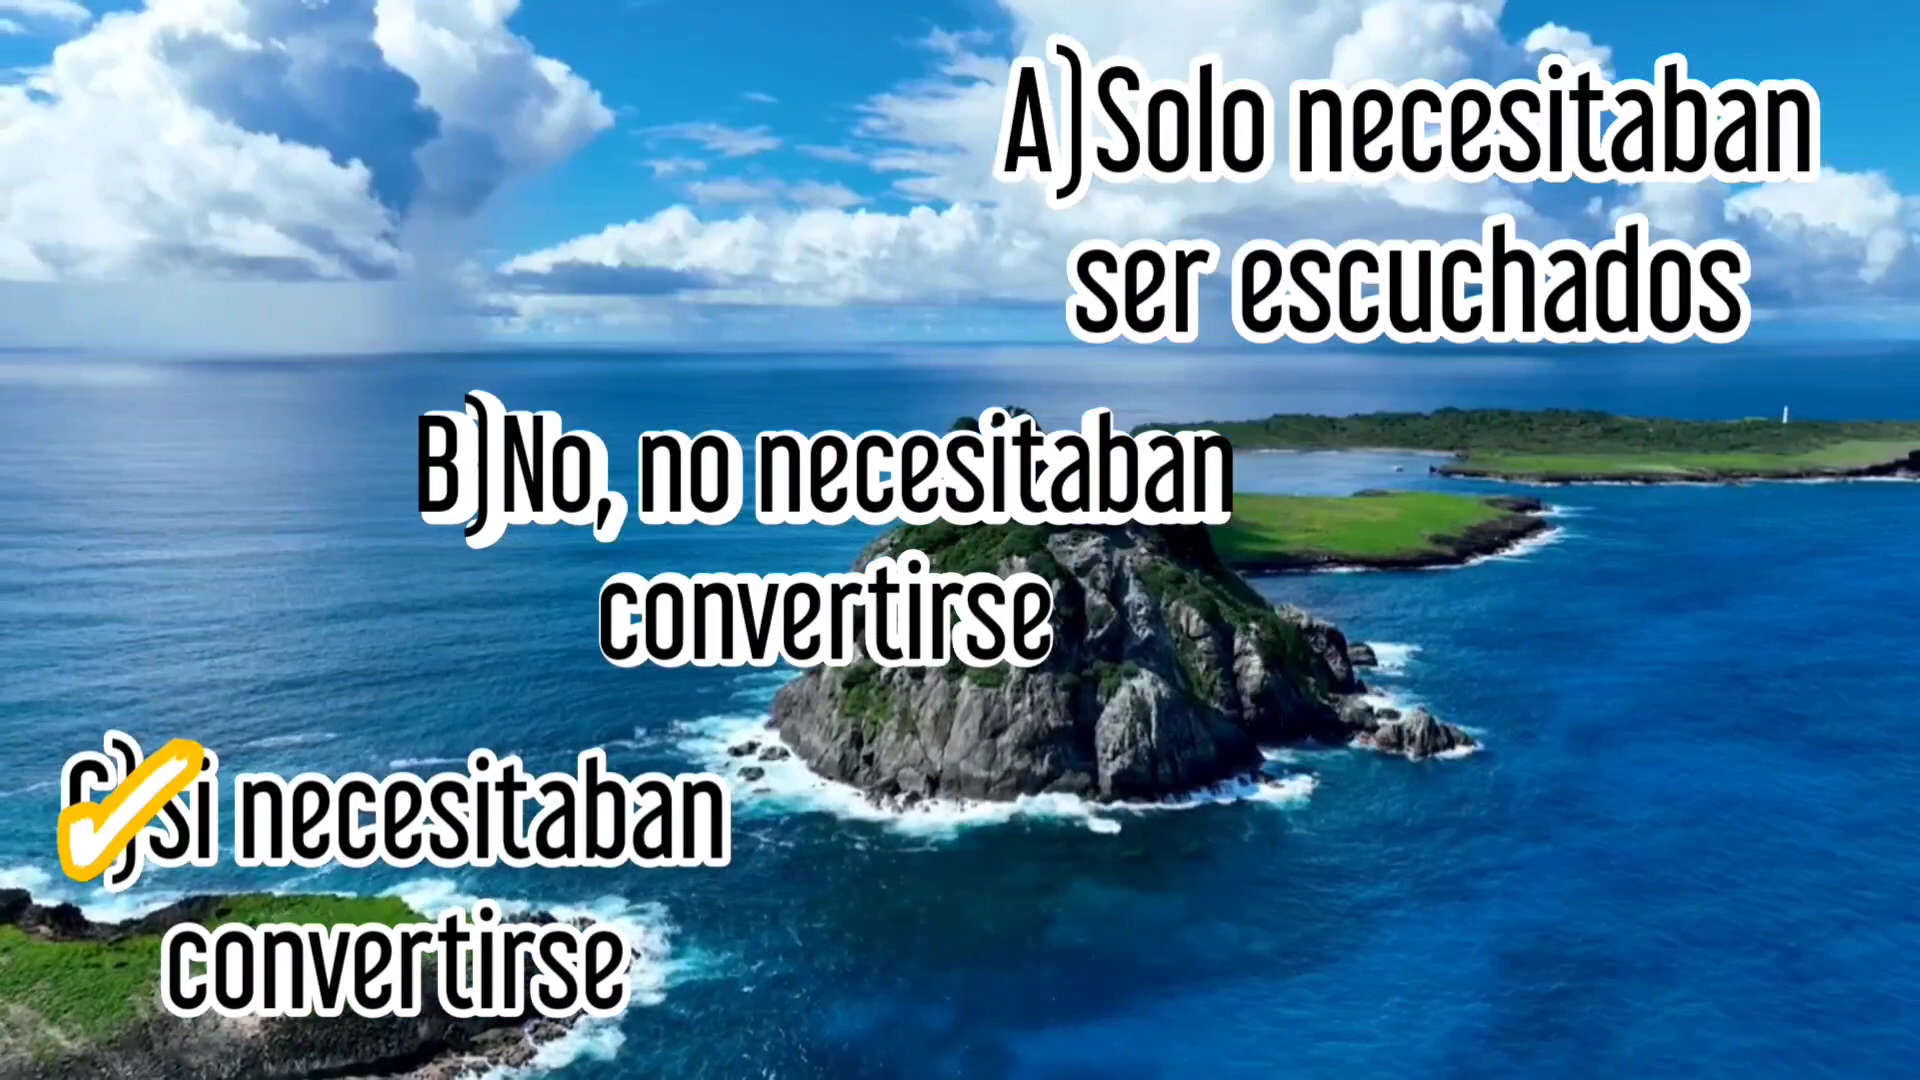 A)Solo necesitaban
ser escuchados
B)No, no necesitaban
convertirse
C)si necesitaban
convertirse